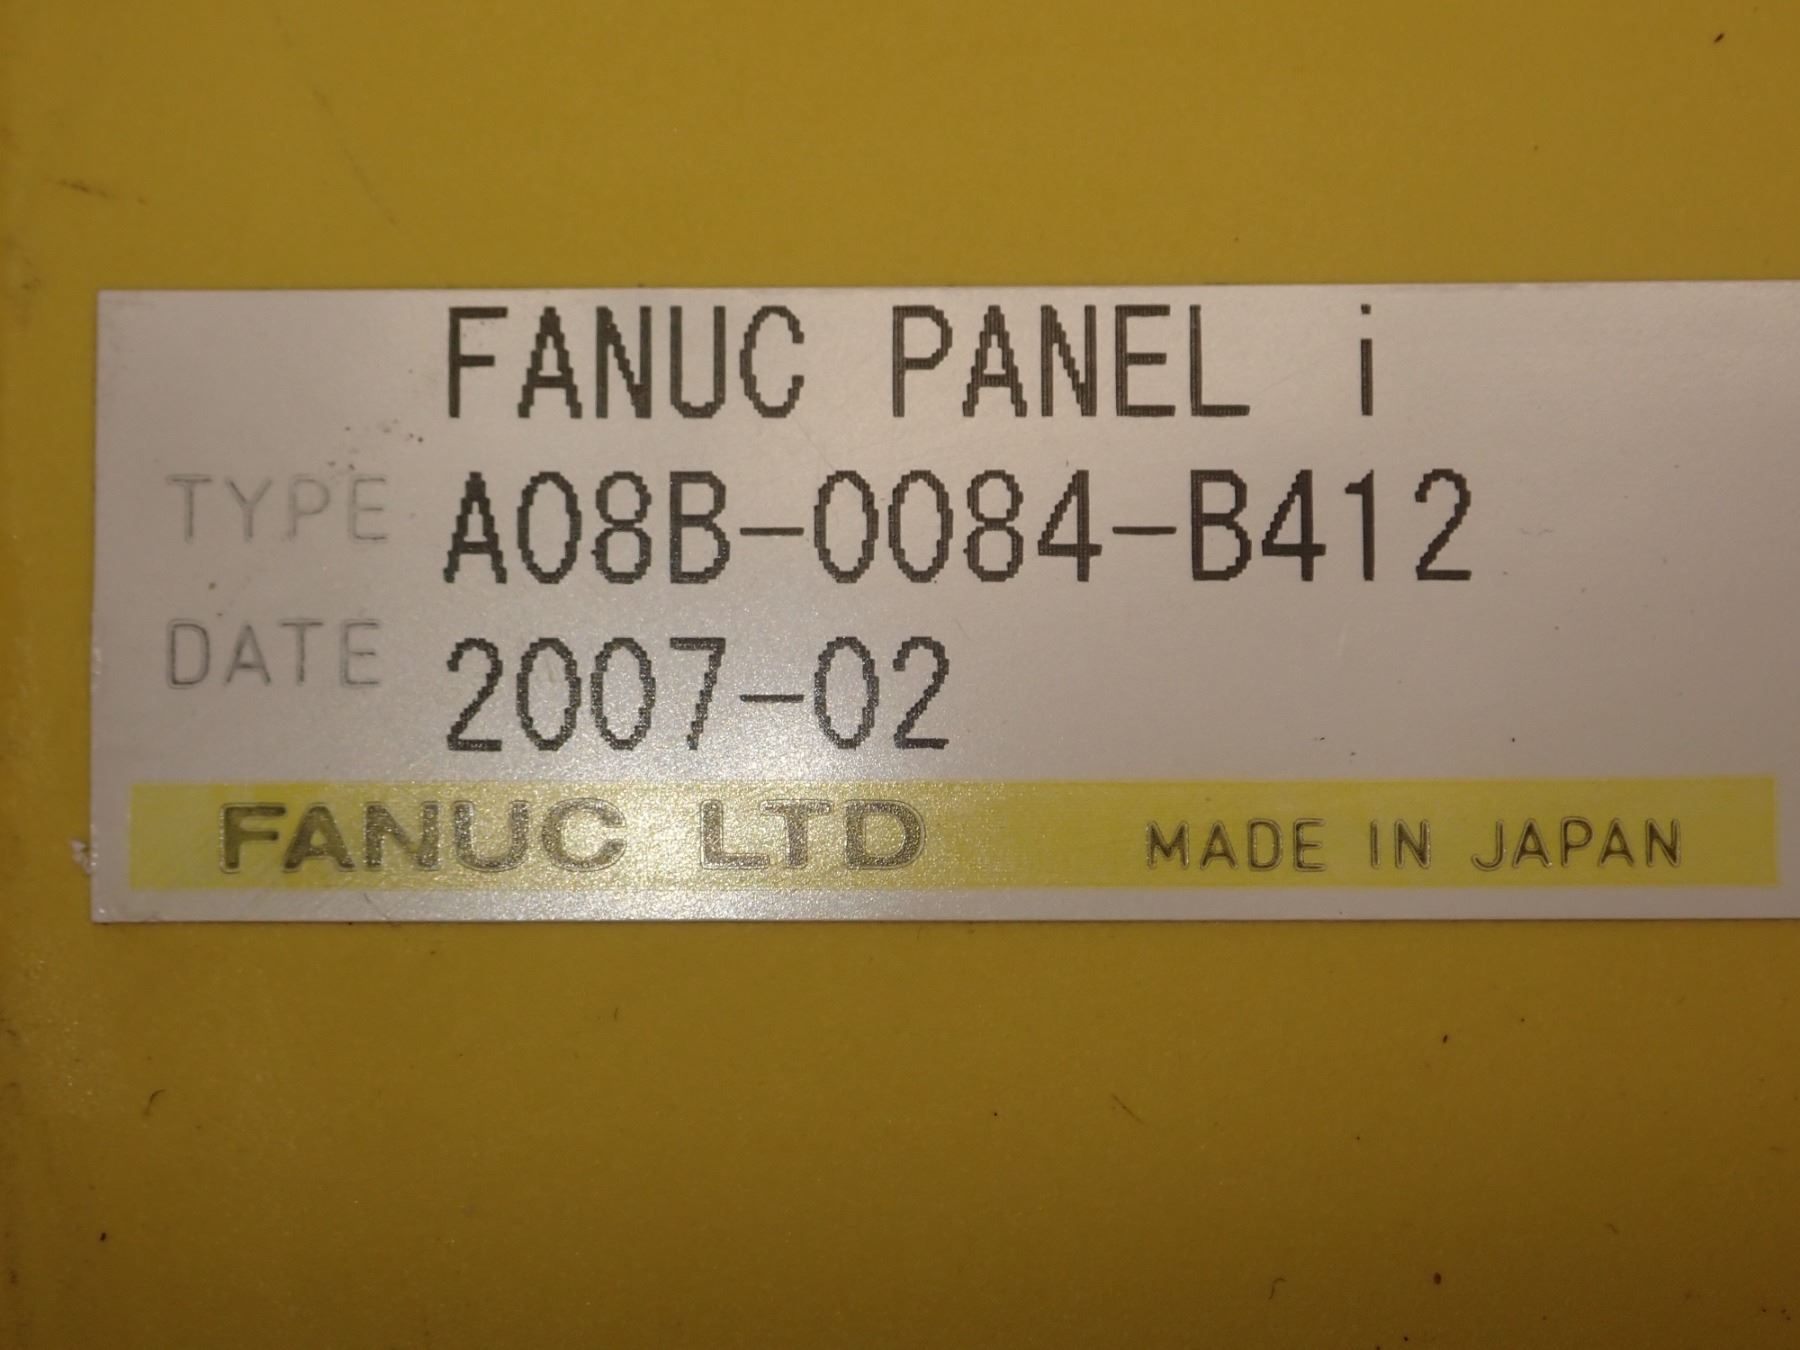 FANUC PANEL i
TYPE A08B-0084-B412
DATE 2007-02
FANUC LTD MADE IN JAPAN